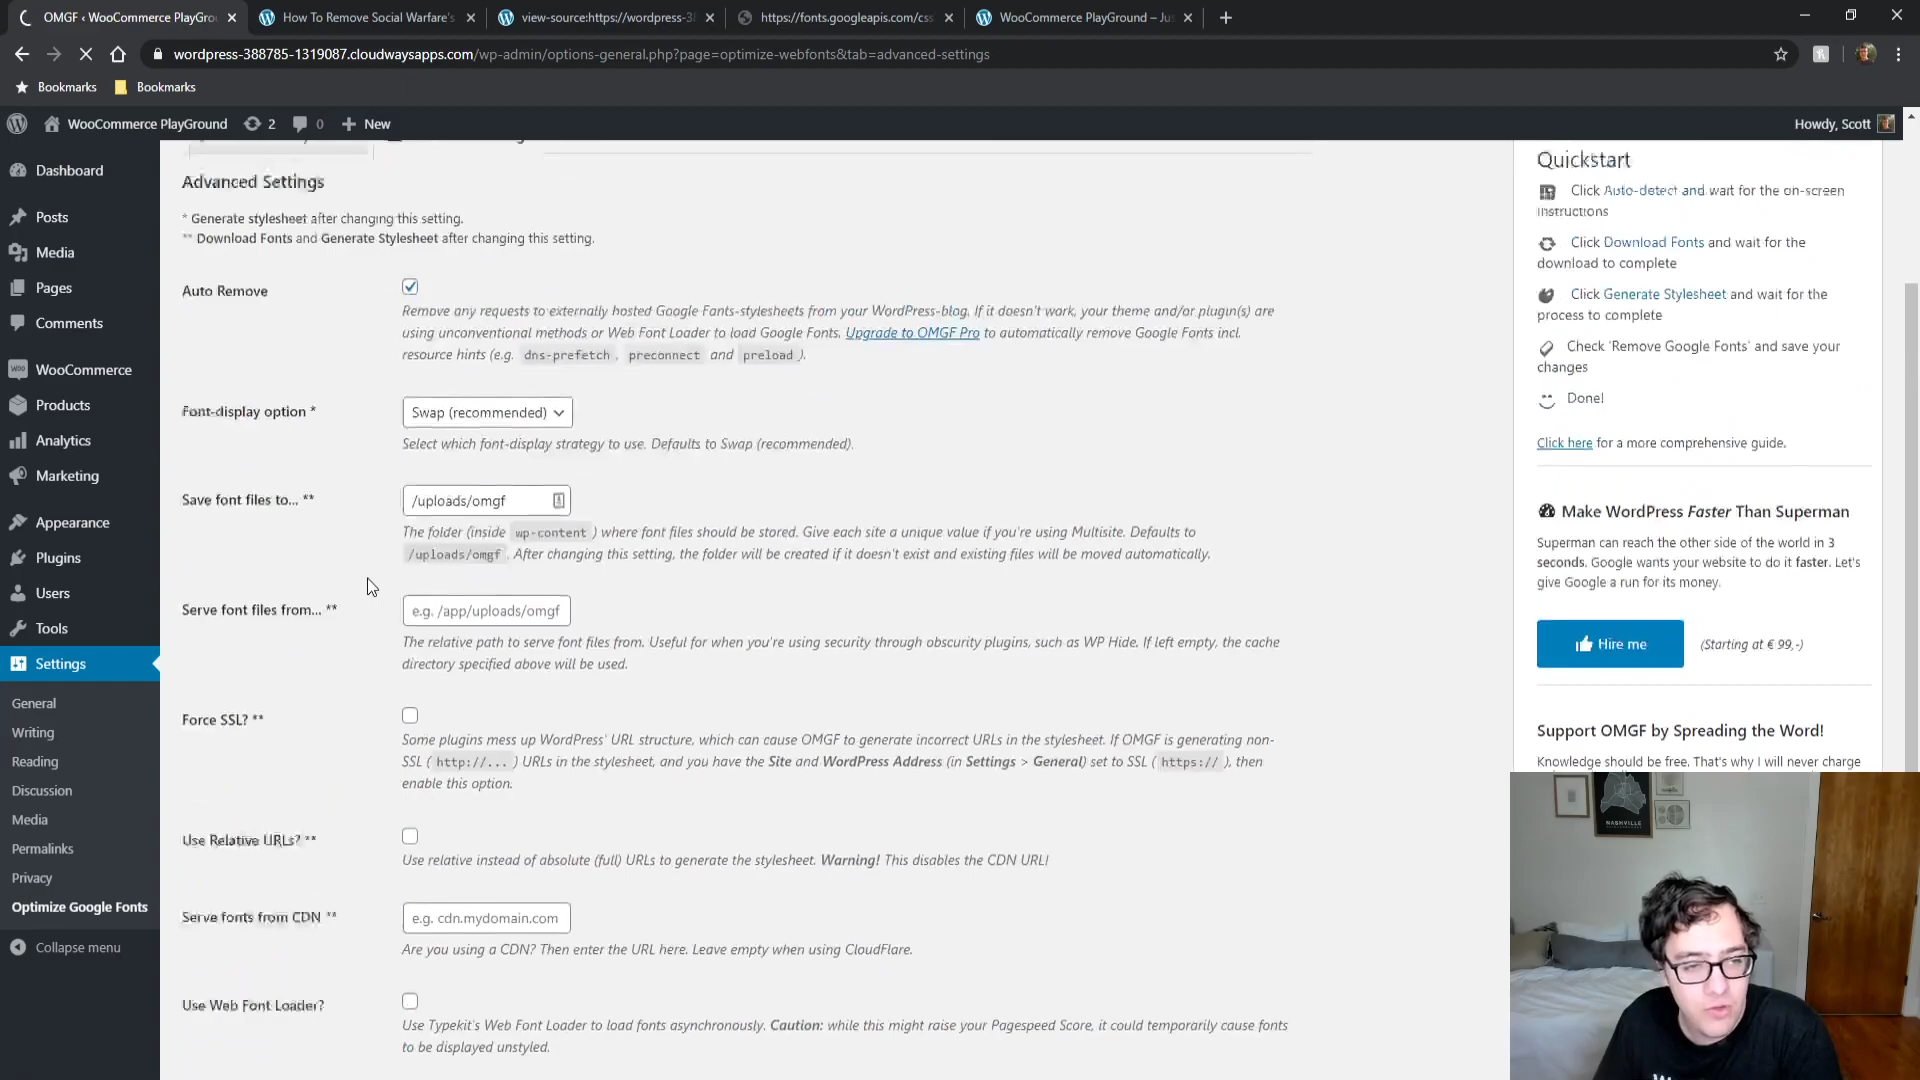 OMGF ‹ WooCommerce PlayGrou
How To Remove Social Warfare's
view-source:https://wordpress-3
https://fonts.googleapis.com/css
WooCommerce PlayGround – Jus
wordpress-388785-1319087.cloudwaysapps.com/wp-admin/options-general.php?page=optimize-webfonts&tab=advanced-settings
Bookmarks
Bookmarks
WooCommerce PlayGround
2
0
New
Howdy, Scott
Dashboard
Posts
Media
Pages
Comments
WooCommerce
Products
Analytics
Marketing
Appearance
Plugins
Users
Tools
Settings
General
Writing
Reading
Discussion
Media
Permalinks
Privacy
Optimize Google Fonts
Collapse menu
Advanced Settings
* Generate stylesheet after changing this setting.
** Download Fonts and Generate Stylesheet after changing this setting.
Auto Remove
Remove any requests to externally hosted Google Fonts-stylesheets from your WordPress-blog. If it doesn't work, your theme and/or plugin(s) are
using unconventional methods or Web Font Loader to load Google Fonts. Upgrade to OMGF Pro to automatically remove Google Fonts incl.
resource hints (e.g. dns-prefetch, preconnect and preload).
Font-display option *
Swap (recommended)
Select which font-display strategy to use. Defaults to Swap (recommended).
Save font files to... **
/uploads/omgf
The folder (inside wp-content) where font files should be stored. Give each site a unique value if you're using Multisite. Defaults to
/uploads/omgf. After changing this setting, the folder will be created if it doesn't exist and existing files will be moved automatically.
Serve font files from... **
e.g. /app/uploads/omgf
The relative path to serve font files from. Useful for when you're using security through obscurity plugins, such as WP Hide. If left empty, the cache
directory specified above will be used.
Force SSL? **
Some plugins mess up WordPress' URL structure, which can cause OMGF to generate incorrect URLs in the stylesheet. If OMGF is generating non-
SSL (http://...) URLs in the stylesheet, and you have the Site and WordPress Address (in Settings > General) set to SSL (https://), then
enable this option.
Use Relative URLs? **
Use relative instead of absolute (full) URLs to generate the stylesheet. Warning! This disables the CDN URL!
Serve fonts from CDN **
e.g. cdn.mydomain.com
Are you using a CDN? Then enter the URL here. Leave empty when using CloudFlare.
Use Web Font Loader?
Use Typekit's Web Font Loader to load fonts asynchronously. Caution: while this might raise your Pagespeed Score, it could temporarily cause fonts
to be displayed unstyled.
Quickstart
Click Auto-detect and wait for the on-screen
instructions
Click Download Fonts and wait for the
download to complete
Click Generate Stylesheet and wait for the
process to complete
Check 'Remove Google Fonts' and save your
changes
Done!
Click here for a more comprehensive guide.
Make WordPress Faster Than Superman
Superman can reach the other side of the world in 3
seconds. Google wants your website to do it faster. Let's
give Google a run for its money.
Hire me
(Starting at € 99,-)
Support OMGF by Spreading the Word!
Knowledge should be free. That's why I will never charge
NASHVILLE